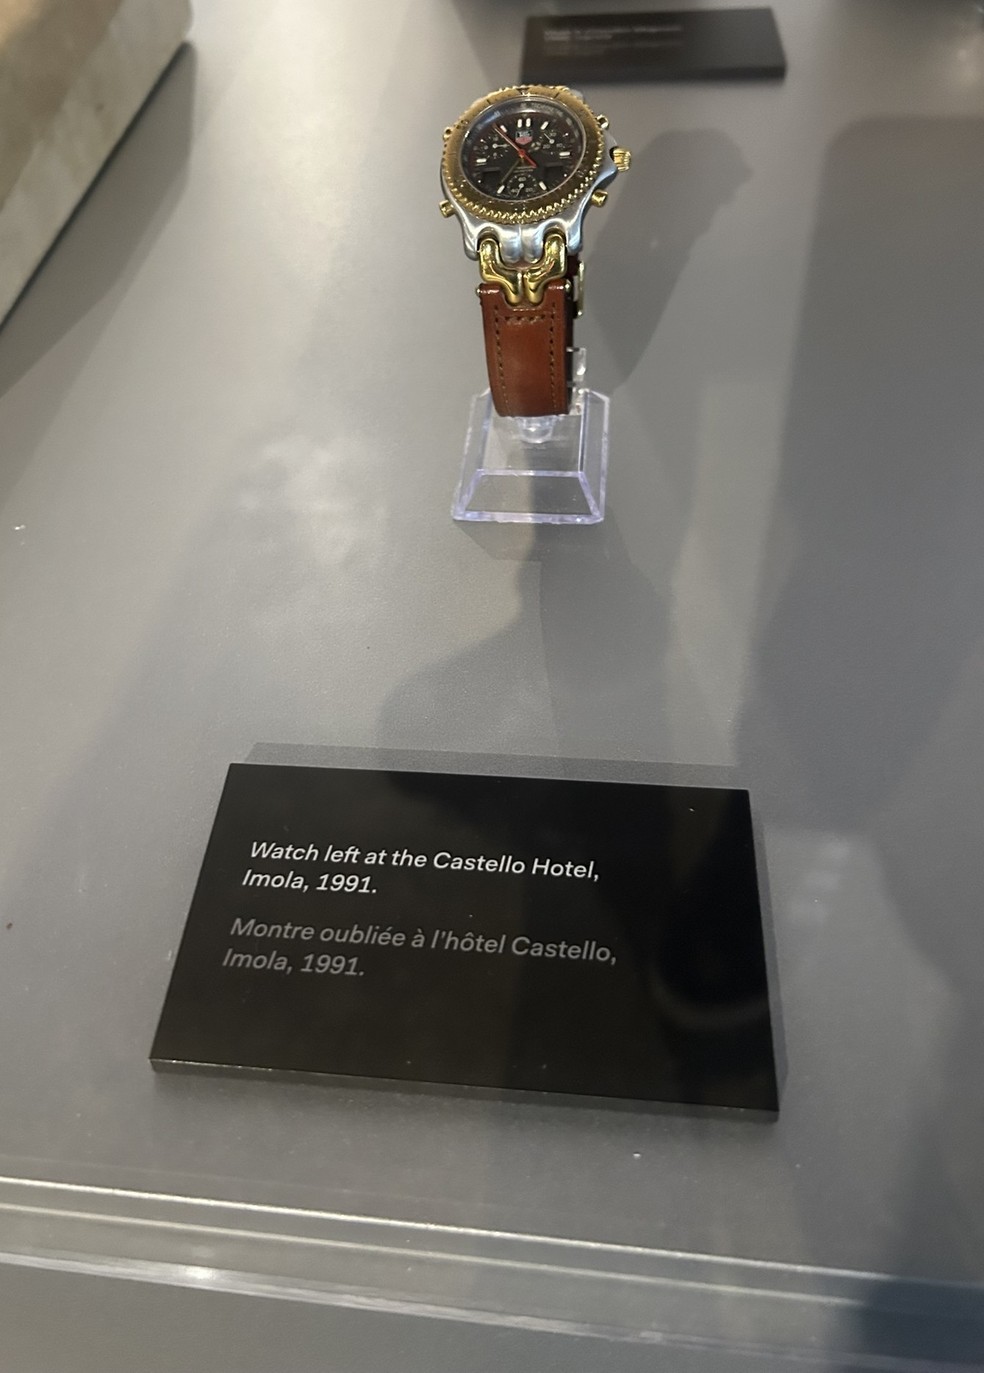 Watch left at the Castello Hotel,
Imola, 1991.
Montre oubliée à l'hôtel Castello,
Imola, 1991.